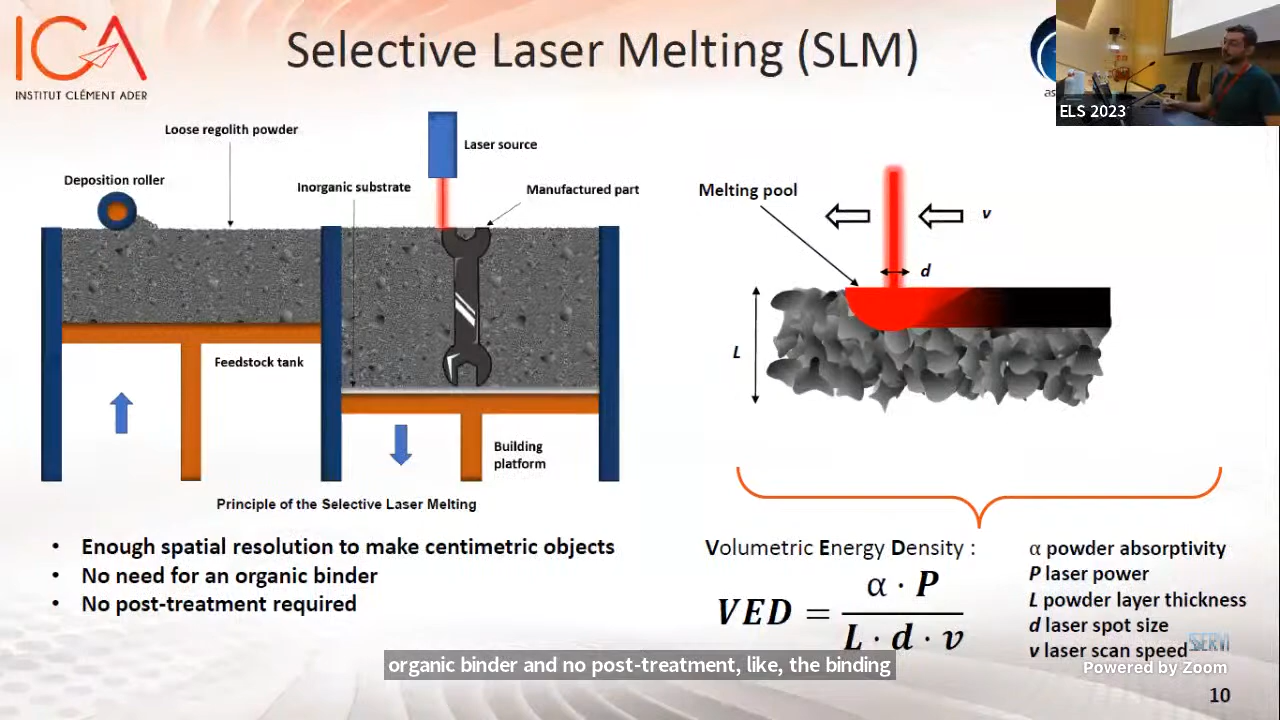 ICA
INSTITUT CLÉMENT ADER
Selective Laser Melting (SLM)
as
ELS 2023
Loose regolith powder
Deposition roller
Inorganic substrate
Laser source
Manufactured part
Feedstock tank
Building
platform
Principle of the Selective Laser Melting
Melting pool
v
d
L
• Enough spatial resolution to make centimetric objects
• No need for an organic binder
• No post-treatment required
Volumetric Energy Density :
VED = α · P / L · d · v
α powder absorptivity
P laser power
L powder layer thickness
d laser spot size
v laser scan speed
organic binder and no post-treatment, like, the binding
Powered by Zoom
10